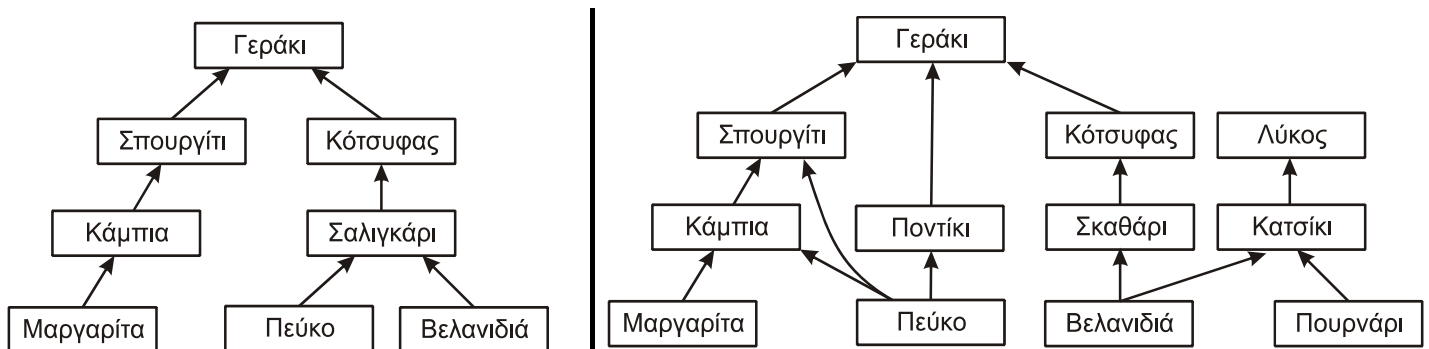 Γεράκι
Σπουργίτι Κότσυφας
Κάμπια Σαλιγκάρι
Μαργαρίτα Πεύκο Βελανιδιά
Γεράκι
Σπουργίτι Κότσυφας Λύκος
Κάμπια Ποντίκι Σκαθάρι Κατσίκι
Μαργαρίτα Πεύκο Βελανιδιά Πουρνάρι